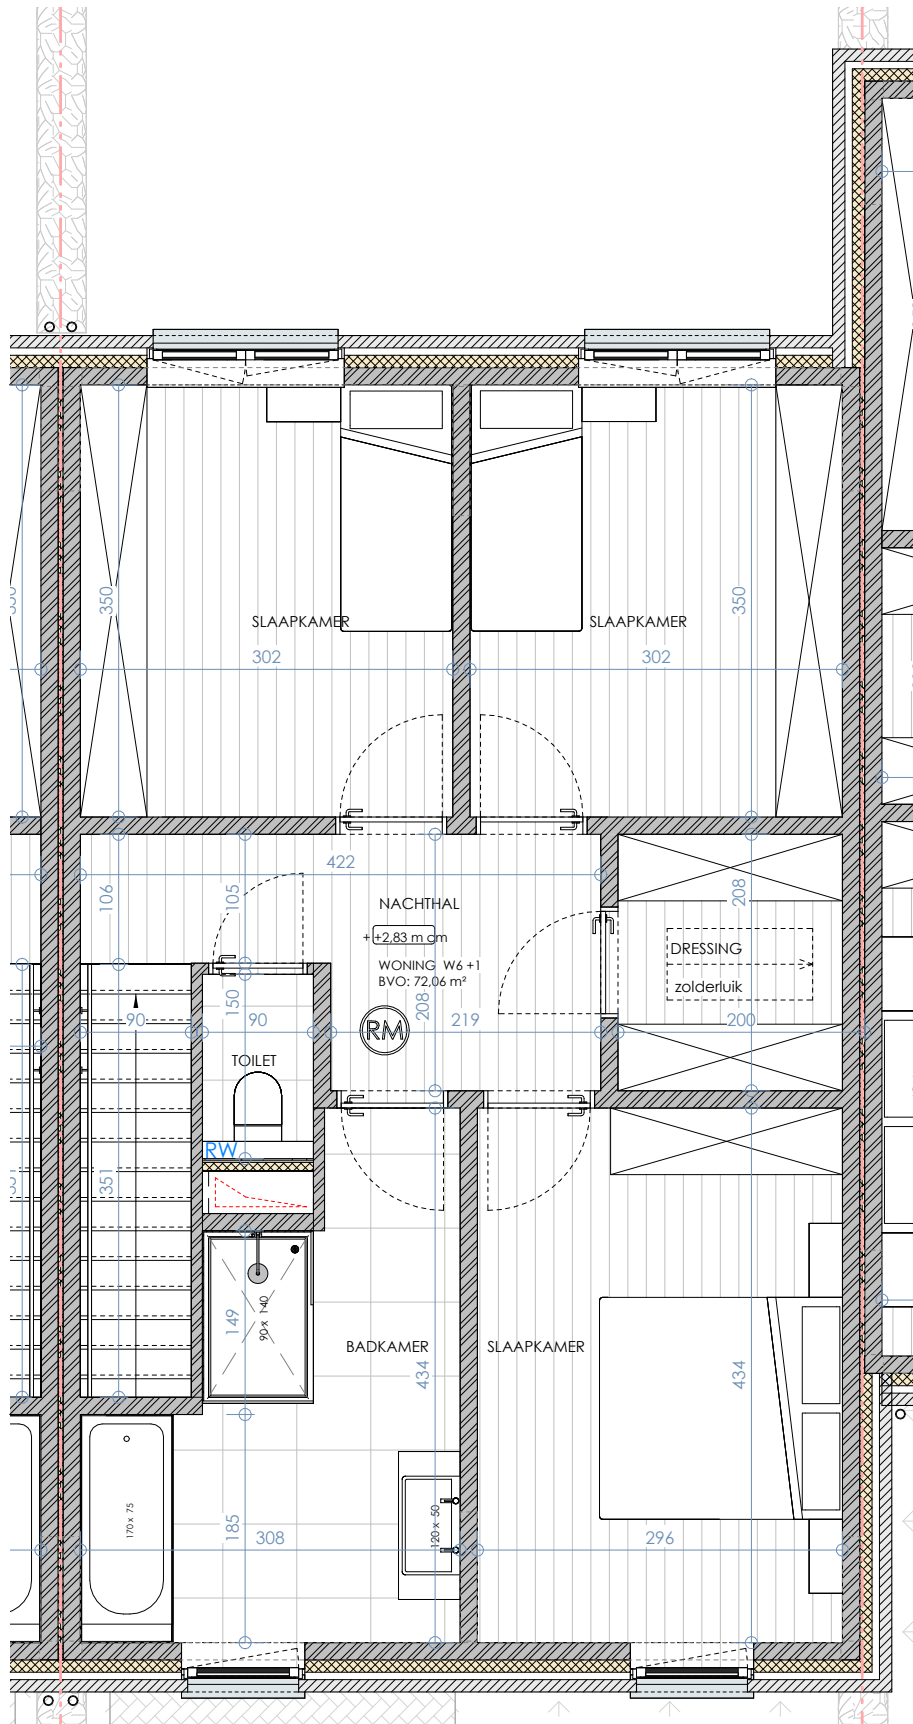 350
350
SLAAPKAMER
SLAAPKAMER
302
302
422
106
105
208
NACHTHAL
++2,83 m cm
WONING W6 +1
BVO: 72,06 m²
DRESSING
zolderluik
150
208
90
90
219
200
RM
TOILET
RW
351
149
90 x 140
BADKAMER
SLAAPKAMER
434
434
170 x 75
185
120 x 50
308
296